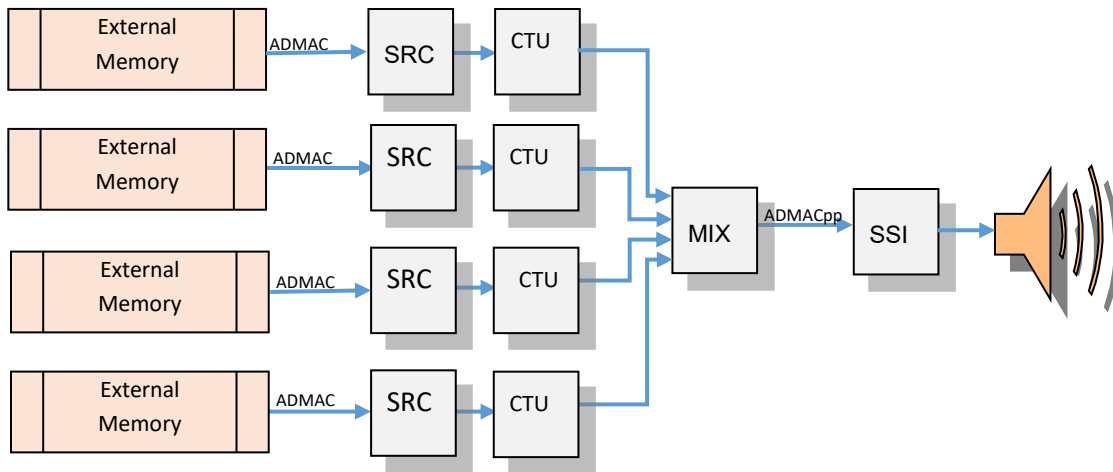 External
Memory
ADMAC
SRC
CTU
External
Memory
ADMAC
SRC
CTU
MIX
ADMACpp
SSI
External
Memory
ADMAC
SRC
CTU
External
Memory
ADMAC
SRC
CTU